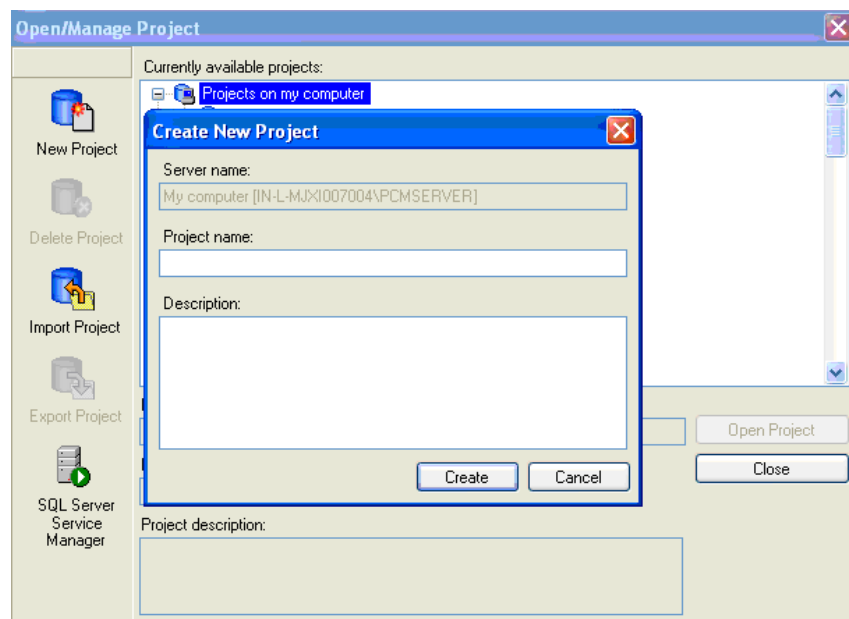 Open/Manage Project
Currently available projects:
Projects on my computer
New Project
Delete Project
Import Project
Export Project
SQL Server
Service
Manager
Create New Project
Server name:
My computer [IN-L-MJXI007004\PCMSERVER]
Project name:
Description:
Create
Cancel
Open Project
Close
Project description: